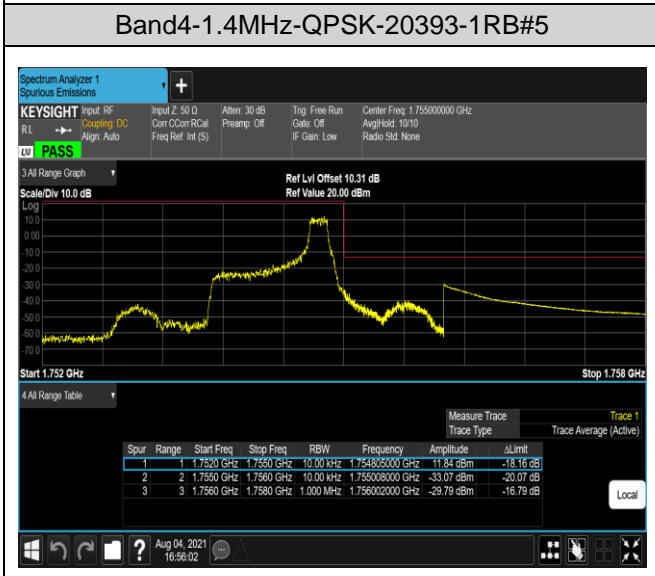 Band4-1.4MHz-QPSK-20393-1RB#5
Spectrum Analyzer 1
Spurious Emissions
+
KEYSIGHT Input: RF Input Z: 50 Ω Atten: 30 dB Trig: Free Run Center Freq: 1.755000000 GHz
R L Coupling: DC Corr CCorr RCal Preamp: Off Gate: Off Avg|Hold: 10/10
Align: Auto Freq Ref: Int (S) IF Gain: Low Radio Std: None
LXI PASS
3 All Range Graph
Ref Lvl Offset 10.31 dB
Scale/Div 10.0 dB Ref Value 20.00 dBm
Log
10.0
0.00
-10.0
-20.0
-30.0
-40.0
-50.0
-60.0
-70.0
Start 1.752 GHz Stop 1.758 GHz
4 All Range Table
Measure Trace Trace 1
Trace Type Trace Average (Active)
Spur Range Start Freq Stop Freq RBW Frequency Amplitude ΔLimit
1 1 1.7520 GHz 1.7550 GHz 10.00 kHz 1.754805000 GHz 11.84 dBm -18.16 dB
2 2 1.7550 GHz 1.7560 GHz 10.00 kHz 1.755008000 GHz -33.07 dBm -20.07 dB
3 3 1.7560 GHz 1.7580 GHz 1.000 MHz 1.756002000 GHz -29.79 dBm -16.79 dB
Local
? Aug 04, 2021
16:56:02